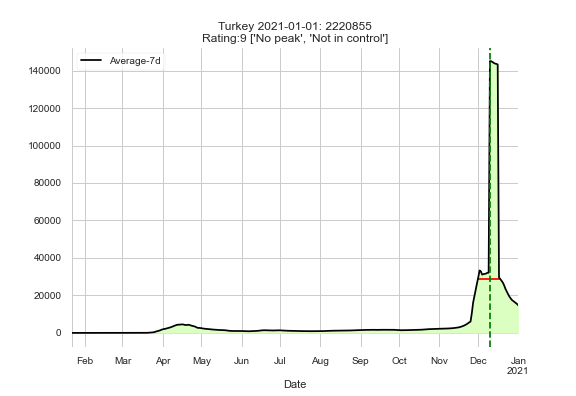 Turkey 2021-01-01: 2220855
Rating:9 ['No peak', 'Not in control']
Average-7d
140000
120000
100000
80000
60000
40000
20000
0
Feb Mar Apr May Jun Jul Aug Sep Oct Nov Dec Jan
2021
Date